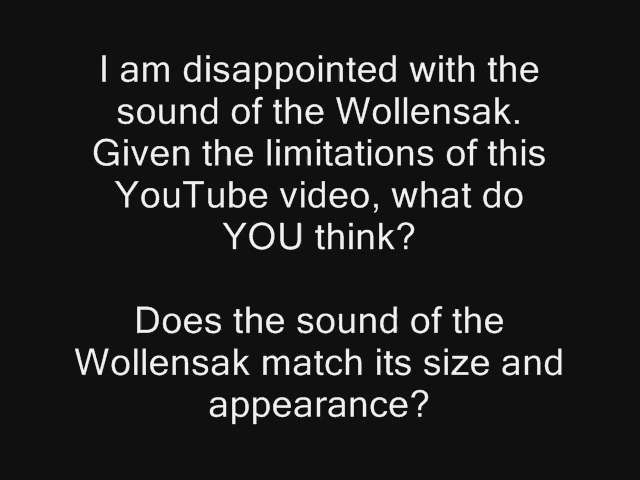 I am disappointed with the
sound of the Wollensak.
Given the limitations of this
YouTube video, what do
YOU think?
Does the sound of the
Wollensak match its size and
appearance?